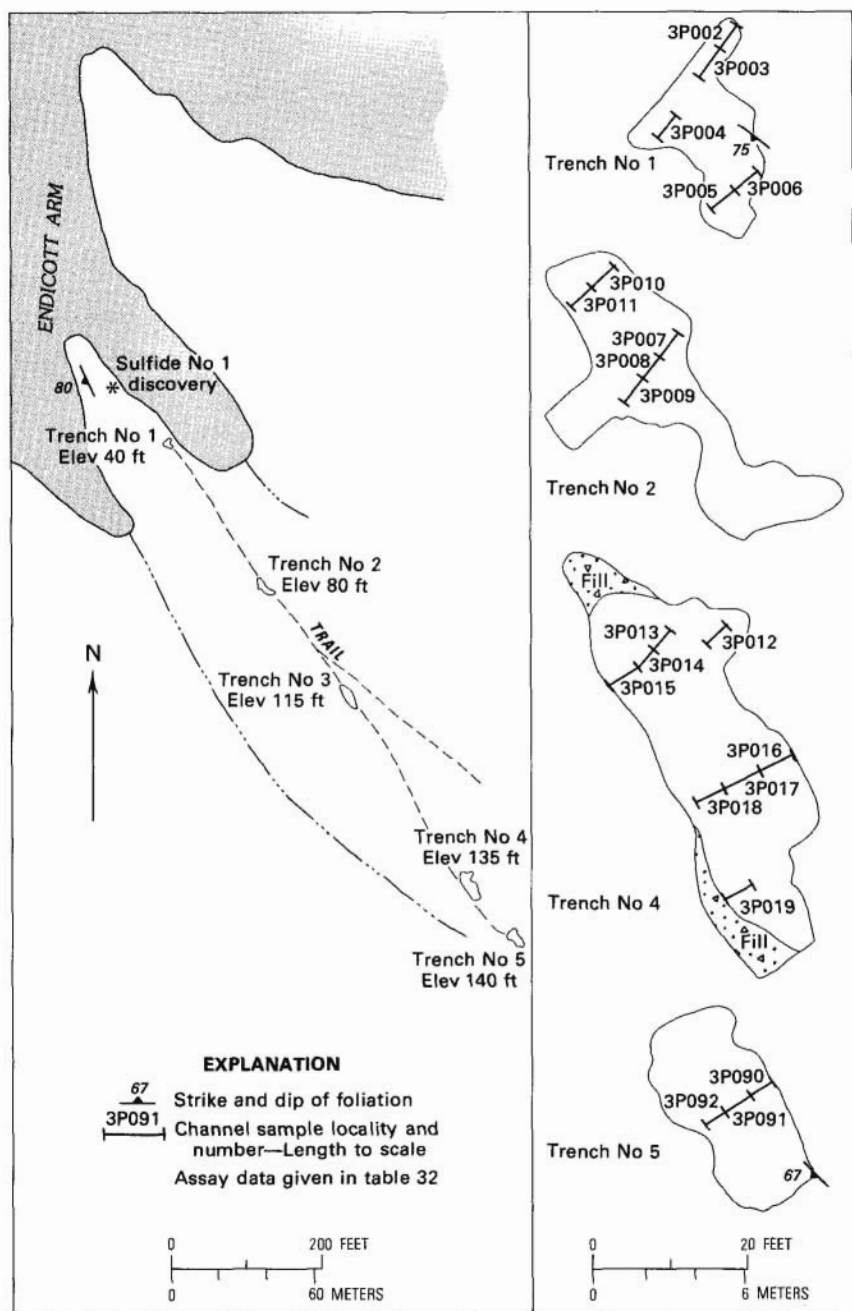 ENDICOTT ARM
Sulfide No 1
discovery
80
Trench No 1
Elev 40 ft
Trench No 2
Elev 80 ft
TRAIL
Trench No 3
Elev 115 ft
N
Trench No 4
Elev 135 ft
Trench No 5
Elev 140 ft
EXPLANATION
67
Strike and dip of foliation
3P091
Channel sample locality and
number—Length to scale
Assay data given in table 32
0
200 FEET
0
60 METERS
3P002
3P003
3P004
75
Trench No 1
3P005
3P006
3P010
3P011
3P007
3P008
3P009
Trench No 2
Fill
3P013
3P012
3P014
3P015
3P016
3P017
3P018
3P019
Trench No 4
Fill
3P090
3P092
3P091
Trench No 5
67
0
20 FEET
0
6 METERS